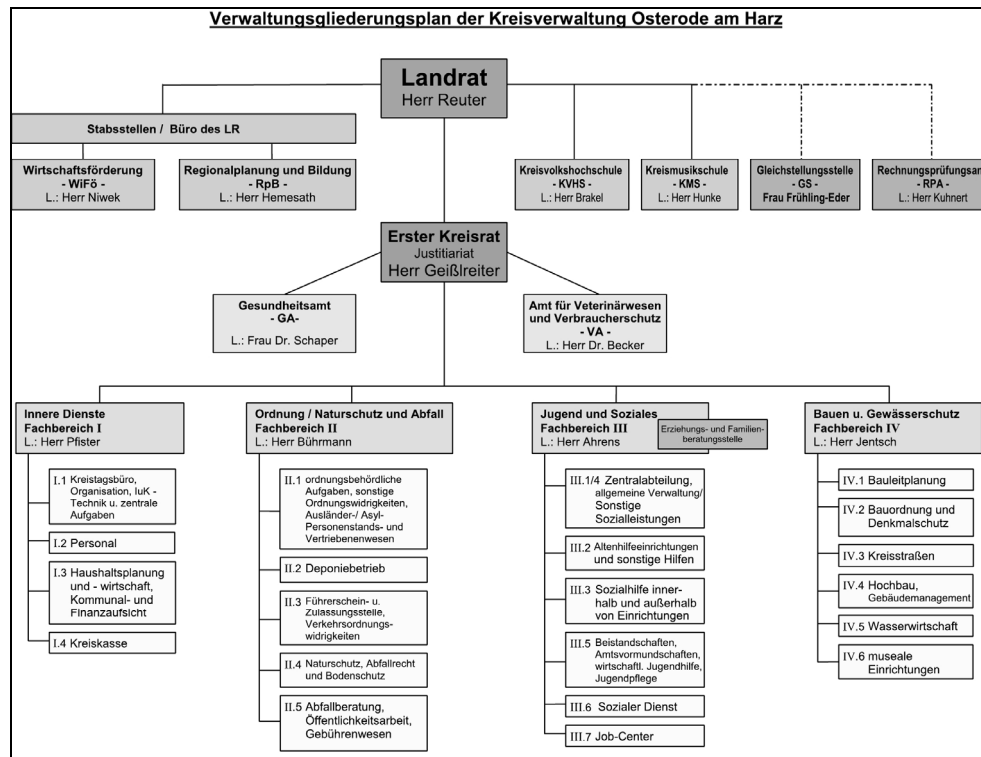 Verwaltungsgliederungsplan der Kreisverwaltung Osterode am Harz
Landrat
Herr Reuter
Stabsstellen / Büro des LR
Wirtschaftsförderung
- WiFö -
L.: Herr Niwek
Regionalplanung und Bildung
- RpB -
L.: Herr Hemesath
Kreisvolkshochschule
- KVHS -
L.: Herr Brakel
Kreismusikschule
- KMS -
L.: Herr Hunke
Gleichstellungsstelle
- GS -
Frau Frühling-Eder
Rechnungsprüfungsam
- RPA -
L.: Herr Kuhnert
Erster Kreisrat
Justitiariat
Herr Geißlreiter
Gesundheitsamt
- GA-
L.: Frau Dr. Schaper
Amt für Veterinärwesen
und Verbraucherschutz
- VA -
L.: Herr Dr. Becker
Innere Dienste
Fachbereich I
L.: Herr Pfister
I.1 Kreistagsbüro,
Organisation, IuK -
Technik u. zentrale
Aufgaben
I.2 Personal
I.3 Haushaltsplanung
und - wirtschaft,
Kommunal- und
Finanzaufsicht
I.4 Kreiskasse
Ordnung / Naturschutz und Abfall
Fachbereich II
L.: Herr Bührmann
II.1 ordnungsbehördliche
Aufgaben, sonstige
Ordnungswidrigkeiten,
Ausländer-/ Asyl-
Personenstands- und
Vertriebenenwesen
II.2 Deponiebetrieb
II.3 Führerschein- u.
Zulassungsstelle,
Verkehrsordnungs-
widrigkeiten
II.4 Naturschutz, Abfallrecht
und Bodenschutz
II.5 Abfallberatung,
Öffentlichkeitsarbeit,
Gebührenwesen
Jugend und Soziales
Fachbereich III
L.: Herr Ahrens
Erziehungs- und Familien-
beratungsstelle
III.1/4 Zentralabteilung,
allgemeine Verwaltung/
Sonstige
Sozialleistungen
III.2 Altenhilfeeinrichtungen
und sonstige Hilfen
III.3 Sozialhilfe inner-
halb und außerhalb
von Einrichtungen
III.5 Beistandschaften,
Amtsvormundschaften,
wirtschaftl. Jugendhilfe,
Jugendpflege
III.6 Sozialer Dienst
III.7 Job-Center
Bauen u. Gewässerschutz
Fachbereich IV
L.: Herr Jentsch
IV.1 Bauleitplanung
IV.2 Bauordnung und
Denkmalschutz
IV.3 Kreisstraßen
IV.4 Hochbau,
Gebäudemanagement
IV.5 Wasserwirtschaft
IV.6 museale
Einrichtungen